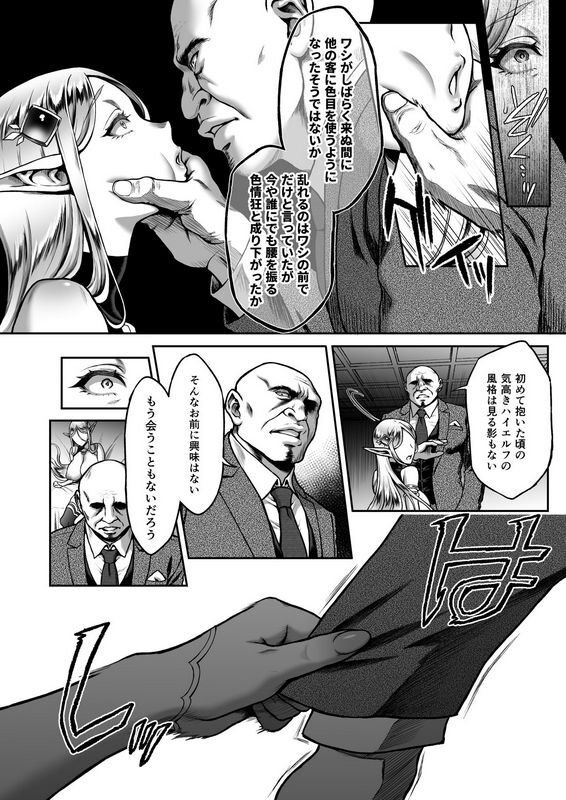 ワシがしばらく来ぬ間に
他の客に色目を使うように
なったそうではないか
乱れるのはワシの前で
だけと言っていたが
今や誰にでも腰を振る
色情狂と成り下がったか
初めて抱いた頃の
気高きハイエルフの
風格は見る影もない
そんなお前に興味はない
もう会うこともないだろう
はしっ